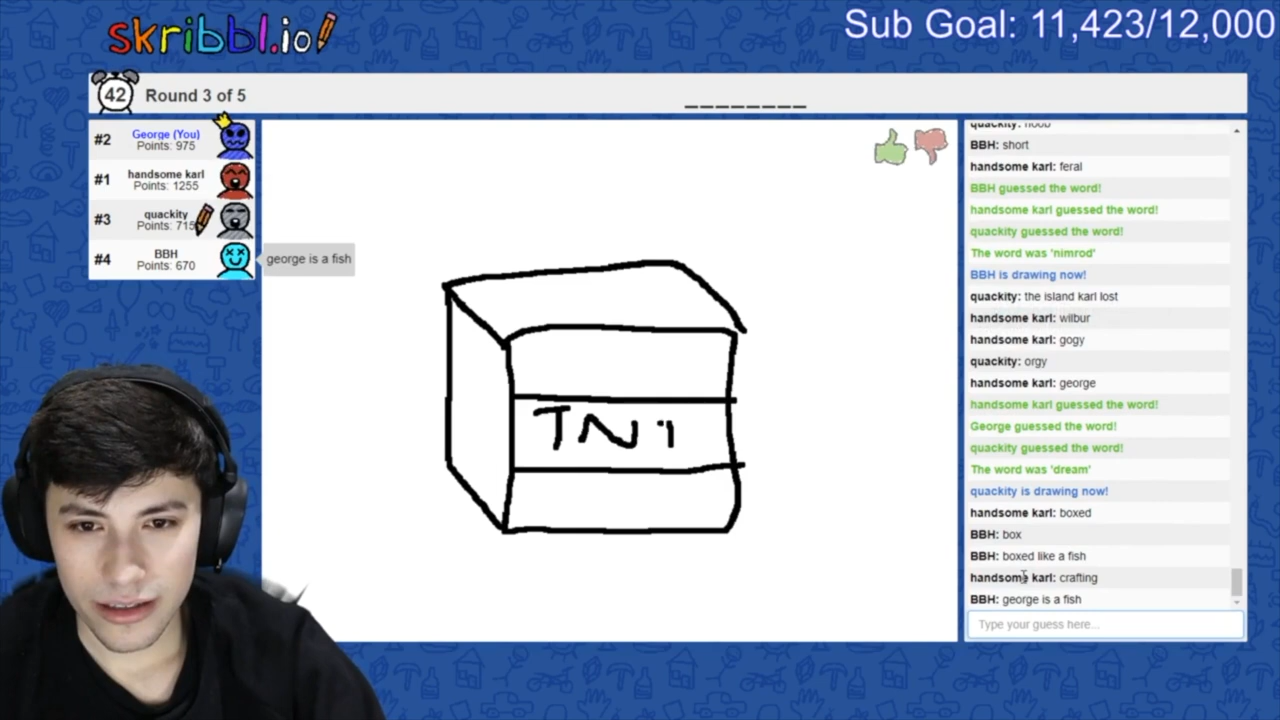 skribbl.io
Sub Goal: 11,423/12,000
42
Round 3 of 5
________
#2
George (You)
Points: 975
#1
handsome karl
Points: 1255
#3
quackity
Points: 715
#4
BBH
Points: 670
george is a fish
TNT
quackity: noob
BBH: short
handsome karl: feral
BBH guessed the word!
handsome karl guessed the word!
quackity guessed the word!
The word was 'nimrod'
BBH is drawing now!
quackity: the island karl lost
handsome karl: wilbur
handsome karl: gogy
quackity: orgy
handsome karl: george
handsome karl guessed the word!
George guessed the word!
quackity guessed the word!
The word was 'dream'
quackity is drawing now!
handsome karl: boxed
BBH: box
BBH: boxed like a fish
handsome karl: crafting
BBH: george is a fish
Type your guess here...